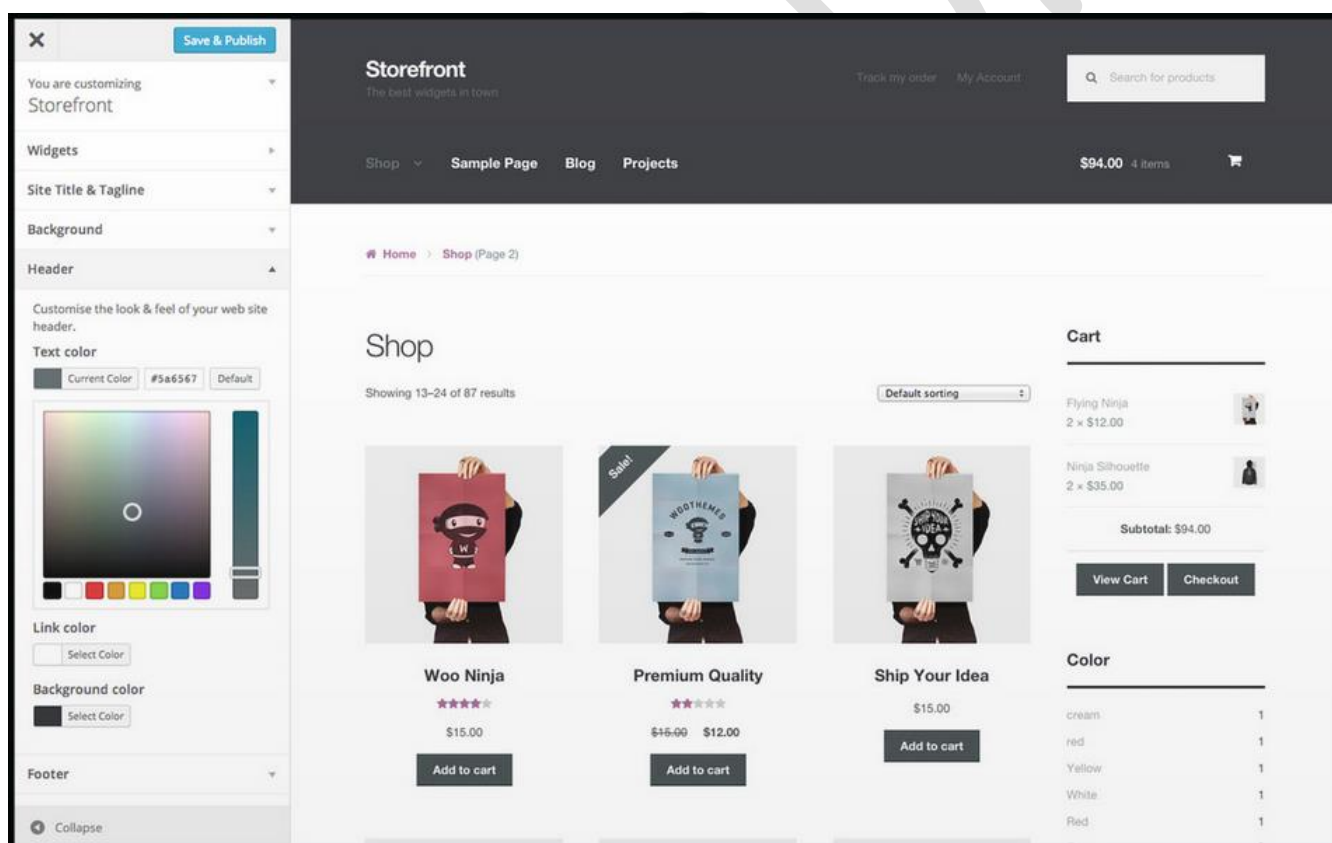 Save & Publish
You are customizing
Storefront
Widgets
Site Title & Tagline
Background
Header
Customise the look & feel of your web site
header.
Text color
Current Color #5a6567 Default
Link color
Select Color
Background color
Select Color
Footer
Collapse
Storefront
The best widgets in town
Track my order My Account
Search for products
Shop Sample Page Blog Projects
$94.00 4 items
Home Shop (Page 2)
Shop
Showing 13–24 of 87 results
Default sorting
W
Woo Ninja
$15.00
Add to cart
Sale!
WOOTHEMES
Premium Quality
$15.00 $12.00
Add to cart
SHIP YOUR
IDEA
Ship Your Idea
$15.00
Add to cart
Cart
Flying Ninja
2 × $12.00
Ninja Silhouette
2 × $35.00
Subtotal: $94.00
View Cart Checkout
Color
cream 1
red 1
Yellow 1
White 1
Red 1